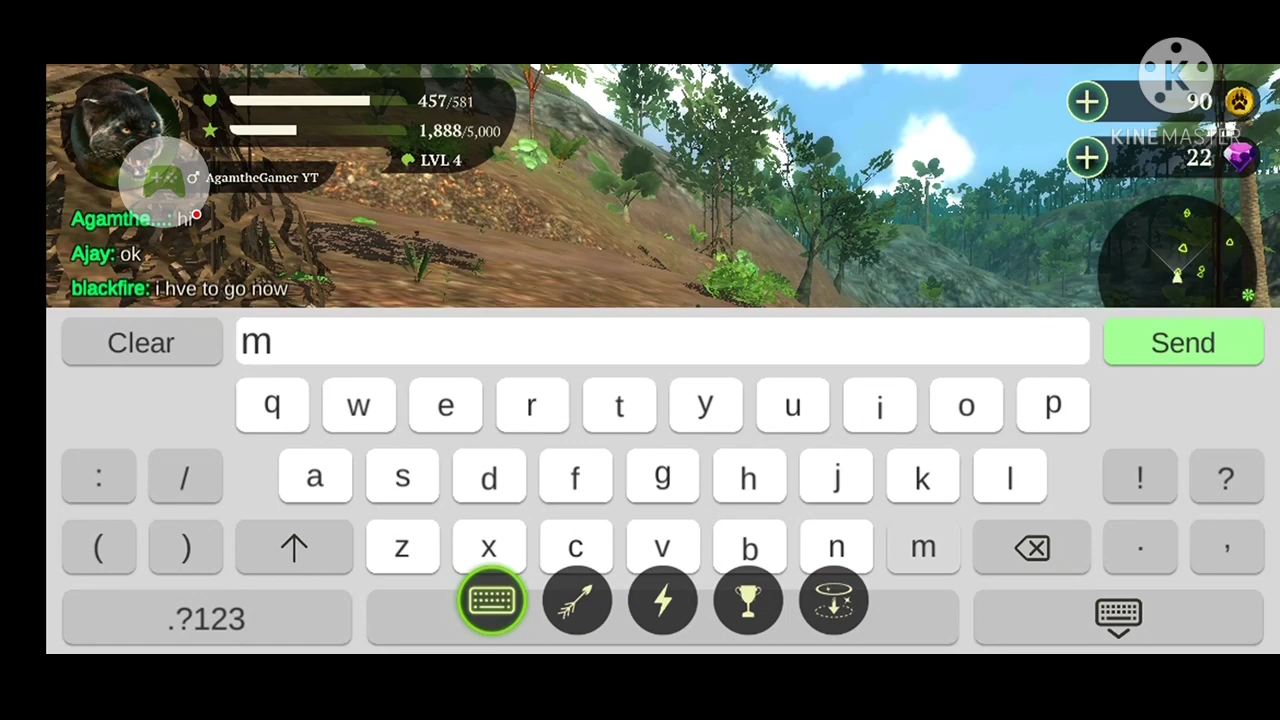 457/581
1,888/5,000
LVL 4
♂ AgamtheGamer YT
90
KINEMASTER
22
Agamthe...: hi
Ajay: ok
blackfire: i hve to go now
Clear
m
Send
q w e r t y u i o p
: / a s d f g h j k l ! ?
( ) z x c v b n m . ,
.?123